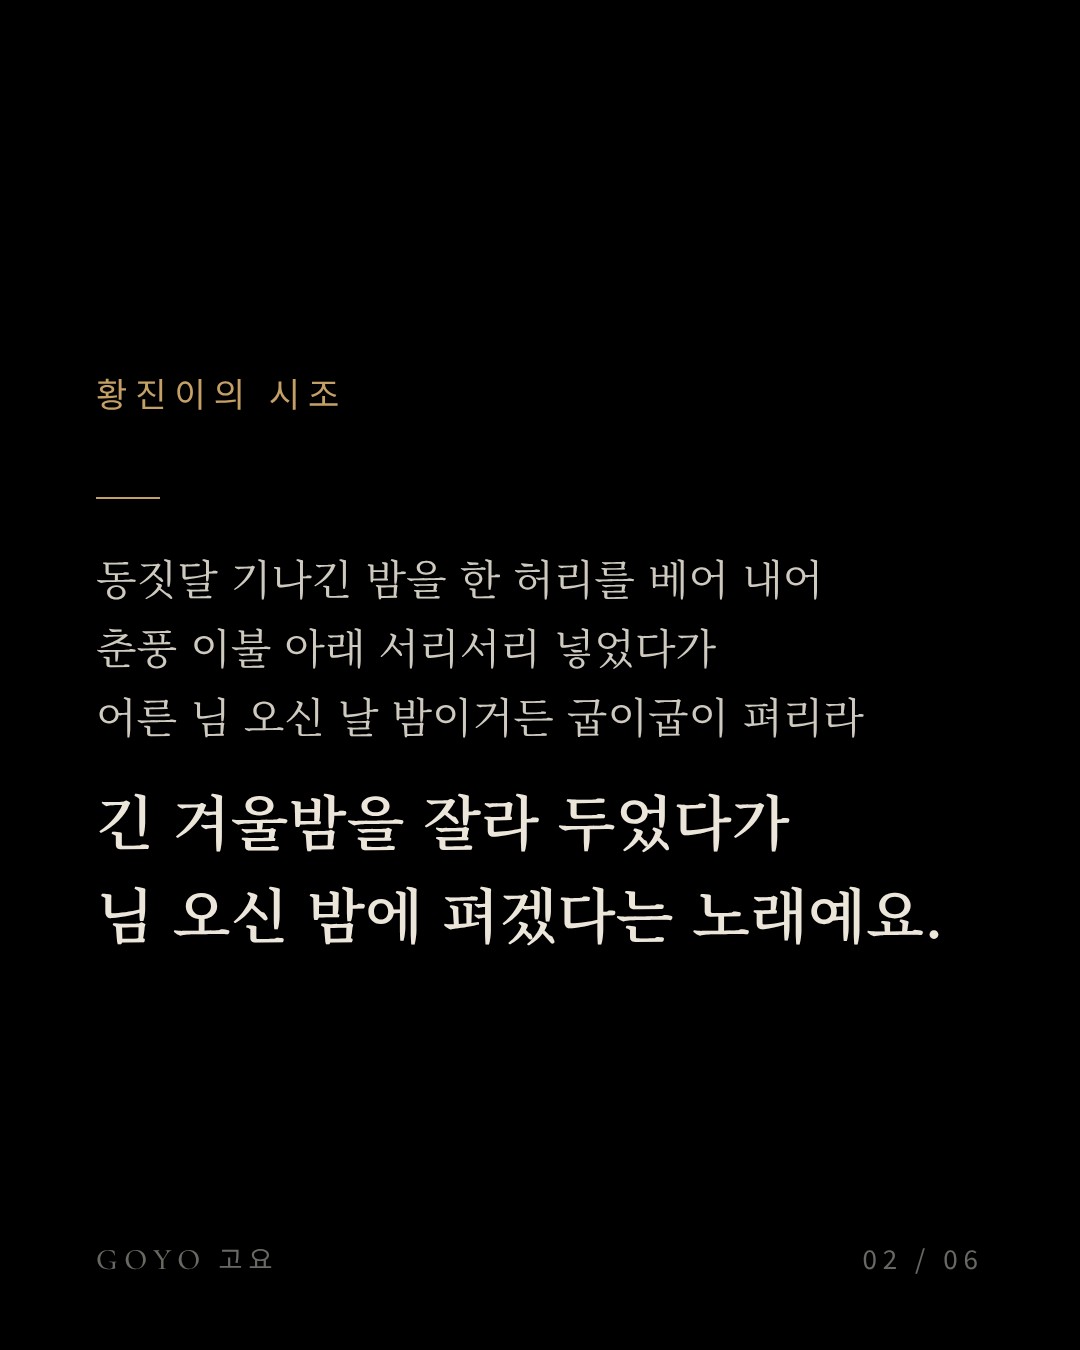 황진이의 시조
동짓달 기나긴 밤을 한 허리를 베어 내어
춘풍 이불 아래 서리서리 넣었다가
어른 님 오신 날 밤이거든 굽이굽이 펴리라
긴 겨울밤을 잘라 두었다가
님 오신 밤에 펴겠다는 노래예요.
GOYO 고요
02 / 06